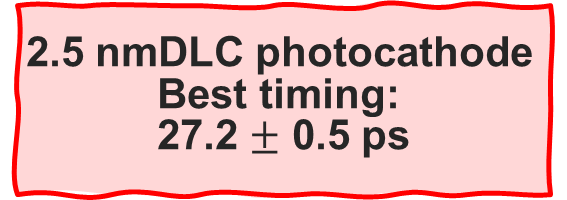 2.5 nmDLC photocathode
Best timing:
27.2 ± 0.5 ps